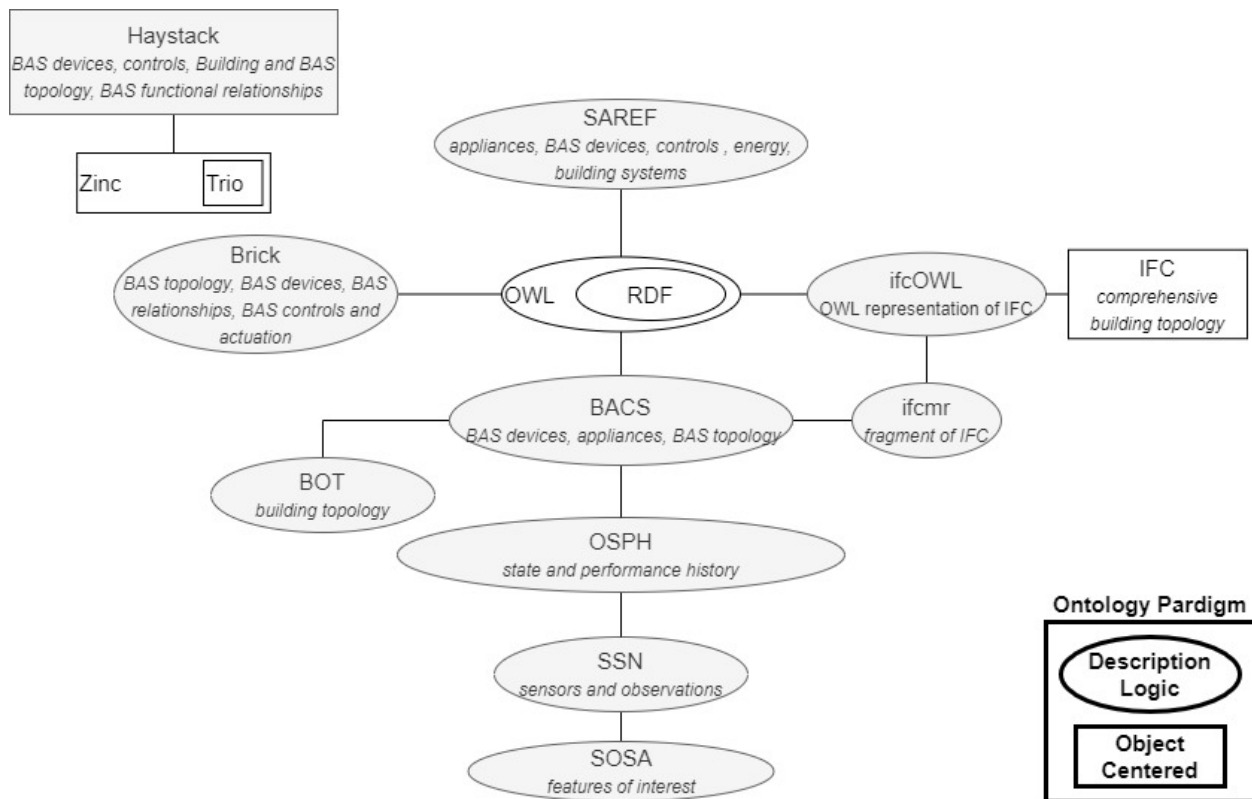 Haystack
BAS devices, controls, Building and BAS
topology, BAS functional relationships
Zinc
Trio
SAREF
appliances, BAS devices, controls , energy,
building systems
Brick
BAS topology, BAS devices, BAS
relationships, BAS controls and
actuation
OWL
RDF
ifcOWL
OWL representation of IFC
IFC
comprehensive
building topology
BACS
BAS devices, appliances, BAS topology
ifcmr
fragment of IFC
BOT
building topology
OSPH
state and performance history
SSN
sensors and observations
SOSA
features of interest
Ontology Pardigm
Description
Logic
Object
Centered